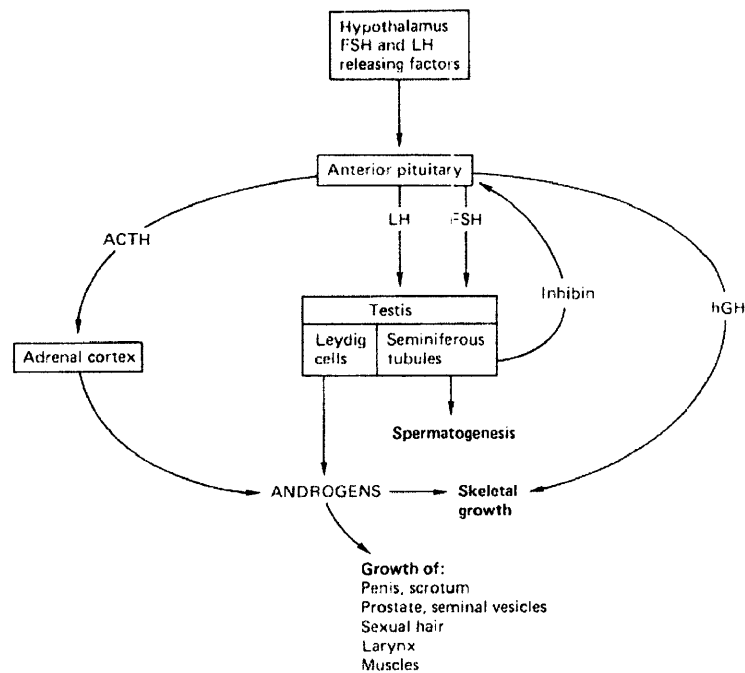 Hypothalamus
FSH and LH
releasing factors
Anterior pituitary
LH
FSH
ACTH
Inhibin
hGH
Testis
Leydig
cells
Seminiferous
tubules
Adrenal cortex
Spermatogenesis
ANDROGENS
Skeletal
growth
Growth of:
Penis, scrotum
Prostate, seminal vesicles
Sexual hair
Larynx
Muscles